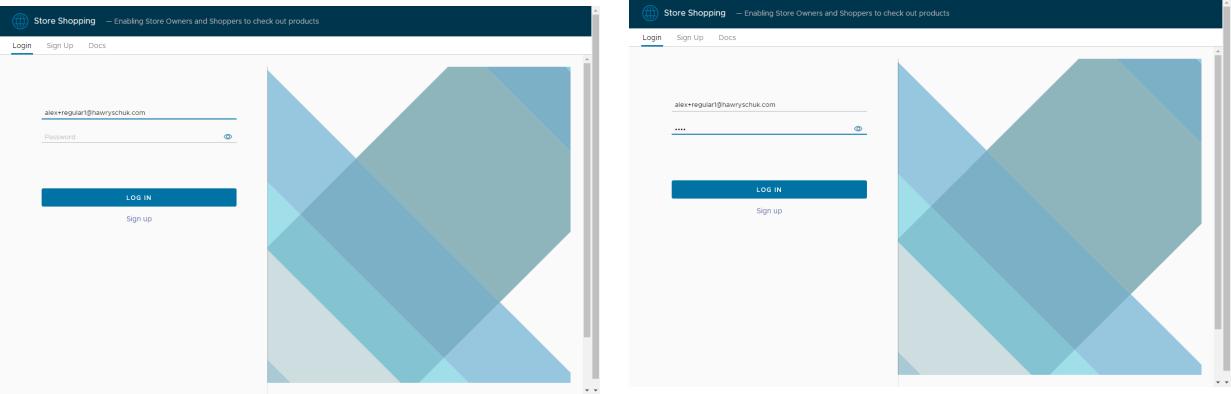 Store Shopping — Enabling Store Owners and Shoppers to check out products
Login Sign Up Docs
alex+regular1@hawryschuk.com
Password
LOG IN
Sign up
Store Shopping — Enabling Store Owners and Shoppers to check out products
Login Sign Up Docs
alex+regular1@hawryschuk.com
••••
LOG IN
Sign up